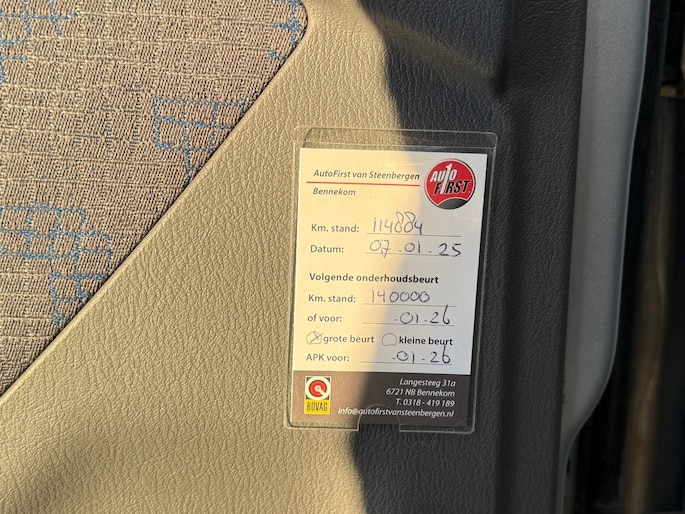 AutoFirst van Steenbergen
Bennekom
AUTO
FIRST
Km. stand: 114884
Datum: 07-01-25
Volgende onderhoudsbeurt
Km. stand: 140000
of voor: -01-26
grote beurt kleine beurt
APK voor: -01-26
BOVAG
Langesteeg 31a
6721 NB Bennekom
T. 0318 - 419 189
info@autofirstvansteenbergen.nl